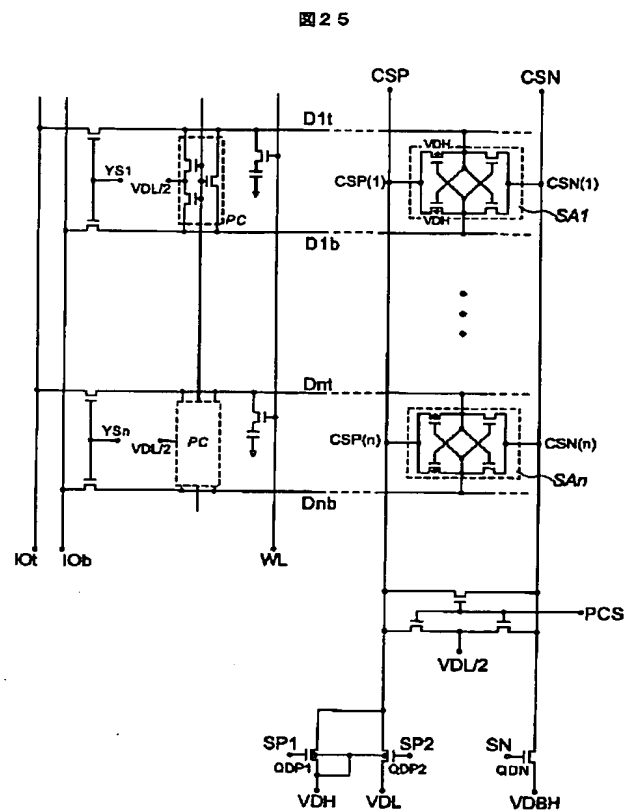 図25
CSP
CSN
D1t
YS1
VDL/2
PC
VDH
CSP(1)
CSN(1)
VDH
SA1
D1b
Dnt
YSn
VDL/2
PC
CSP(n)
CSN(n)
SAn
Dnb
IOt
IOb
WL
PCS
VDL/2
SP1
SP2
SN
QDP1
QDP2
QDN
VDH
VDL
VDBH